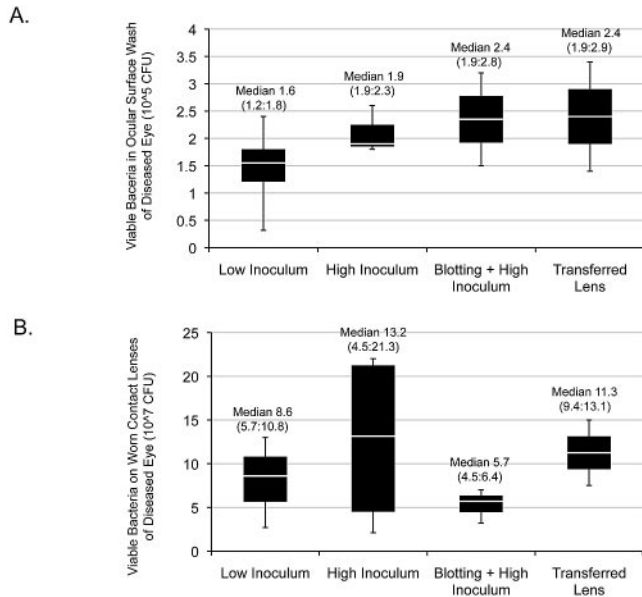 A.
Viable Baceria in Ocular Surface Wash
of Diseased Eye (10^5 CFU)
4
3.5
3
2.5
2
1.5
1
0.5
0
Median 1.6
(1.2:1.8)
Median 1.9
(1.9:2.3)
Median 2.4
(1.9:2.8)
Median 2.4
(1.9:2.9)
Low Inoculum
High Inoculum
Blotting + High
Inoculum
Transferred
Lens
B.
Viable Bacteria on Worn Contact Lenses
of Diseased Eye (10^7 CFU)
25
20
15
10
5
0
Median 8.6
(5.7:10.8)
Median 13.2
(4.5:21.3)
Median 5.7
(4.5:6.4)
Median 11.3
(9.4:13.1)
Low Inoculum
High Inoculum
Blotting + High
Inoculum
Transferred
Lens